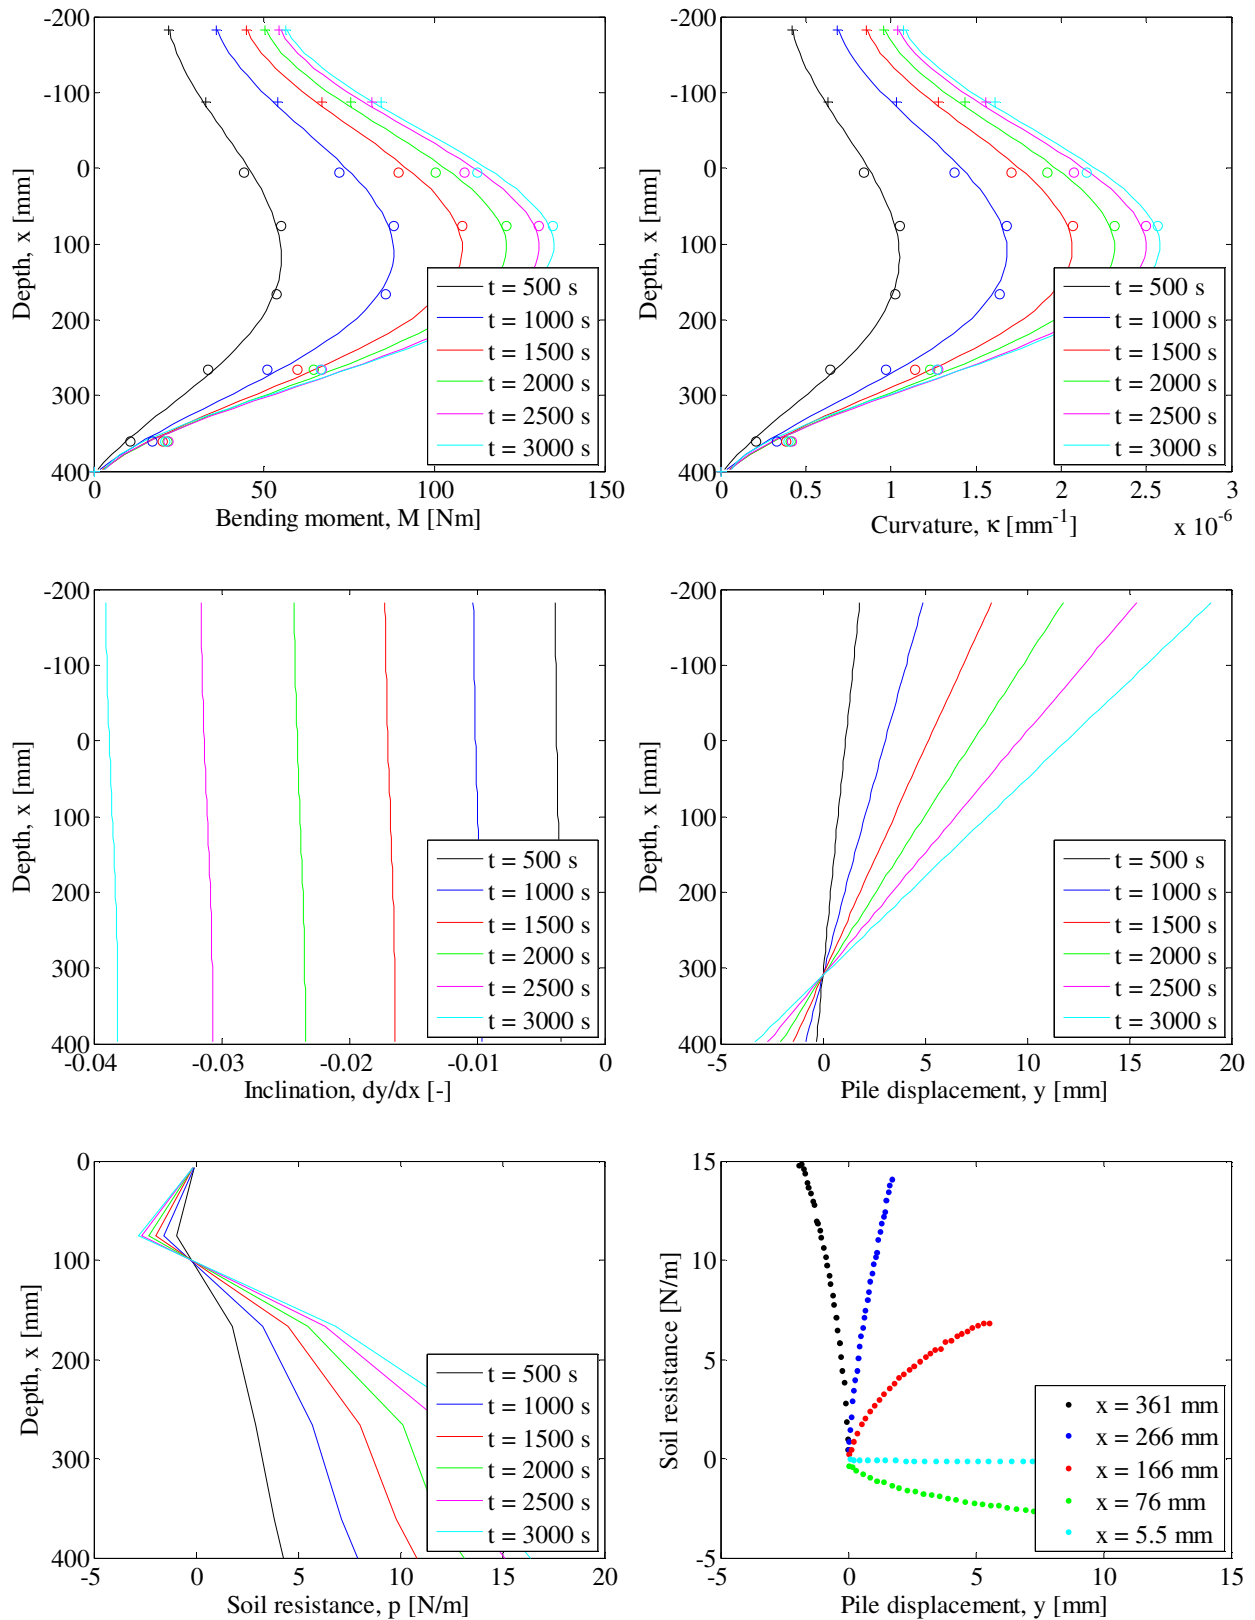 -200
-100
0
100
200
300
400
Depth, x [mm]
0
50
100
150
Bending moment, M [Nm]
t = 500 s
t = 1000 s
t = 1500 s
t = 2000 s
t = 2500 s
t = 3000 s
-200
-100
0
100
200
300
400
Depth, x [mm]
0
0.5
1
1.5
2
2.5
3
x 10⁻⁶
Curvature, κ [mm⁻¹]
t = 500 s
t = 1000 s
t = 1500 s
t = 2000 s
t = 2500 s
t = 3000 s
-200
-100
0
100
200
300
400
Depth, x [mm]
-0.04
-0.03
-0.02
-0.01
0
Inclination, dy/dx [-]
t = 500 s
t = 1000 s
t = 1500 s
t = 2000 s
t = 2500 s
t = 3000 s
-200
-100
0
100
200
300
400
Depth, x [mm]
-5
0
5
10
15
20
Pile displacement, y [mm]
t = 500 s
t = 1000 s
t = 1500 s
t = 2000 s
t = 2500 s
t = 3000 s
0
100
200
300
400
Depth, x [mm]
-5
0
5
10
15
20
Soil resistance, p [N/m]
t = 500 s
t = 1000 s
t = 1500 s
t = 2000 s
t = 2500 s
t = 3000 s
15
10
5
0
-5
Soil resistance [N/m]
-5
0
5
10
15
Pile displacement, y [mm]
x = 361 mm
x = 266 mm
x = 166 mm
x = 76 mm
x = 5.5 mm